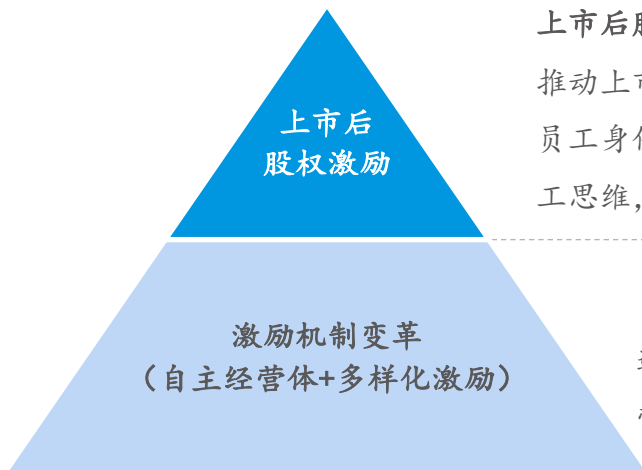 上市后
股权激励
激励机制变革
（自主经营体+多样化激励）
上市后
推动上
员工身
工思维，